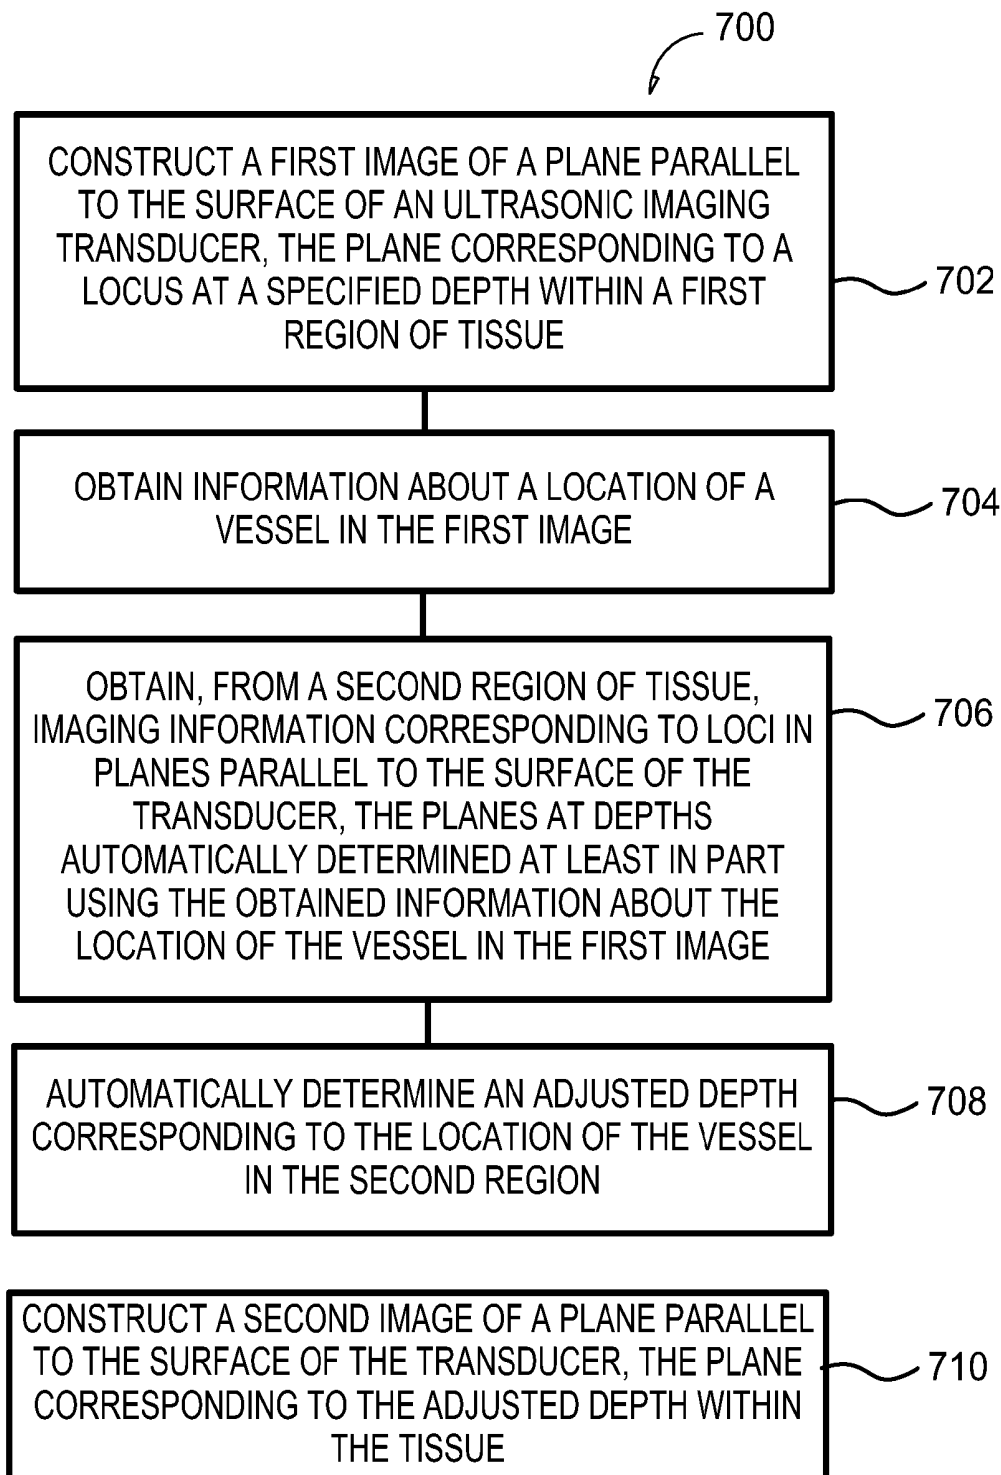 700
CONSTRUCT A FIRST IMAGE OF A PLANE PARALLEL
TO THE SURFACE OF AN ULTRASONIC IMAGING
TRANSDUCER, THE PLANE CORRESPONDING TO A
LOCUS AT A SPECIFIED DEPTH WITHIN A FIRST
REGION OF TISSUE
702
OBTAIN INFORMATION ABOUT A LOCATION OF A
VESSEL IN THE FIRST IMAGE
704
OBTAIN, FROM A SECOND REGION OF TISSUE,
IMAGING INFORMATION CORRESPONDING TO LOCI IN
PLANES PARALLEL TO THE SURFACE OF THE
TRANSDUCER, THE PLANES AT DEPTHS
AUTOMATICALLY DETERMINED AT LEAST IN PART
USING THE OBTAINED INFORMATION ABOUT THE
LOCATION OF THE VESSEL IN THE FIRST IMAGE
706
AUTOMATICALLY DETERMINE AN ADJUSTED DEPTH
CORRESPONDING TO THE LOCATION OF THE VESSEL
IN THE SECOND REGION
708
CONSTRUCT A SECOND IMAGE OF A PLANE PARALLEL
TO THE SURFACE OF THE TRANSDUCER, THE PLANE
CORRESPONDING TO THE ADJUSTED DEPTH WITHIN
THE TISSUE
710